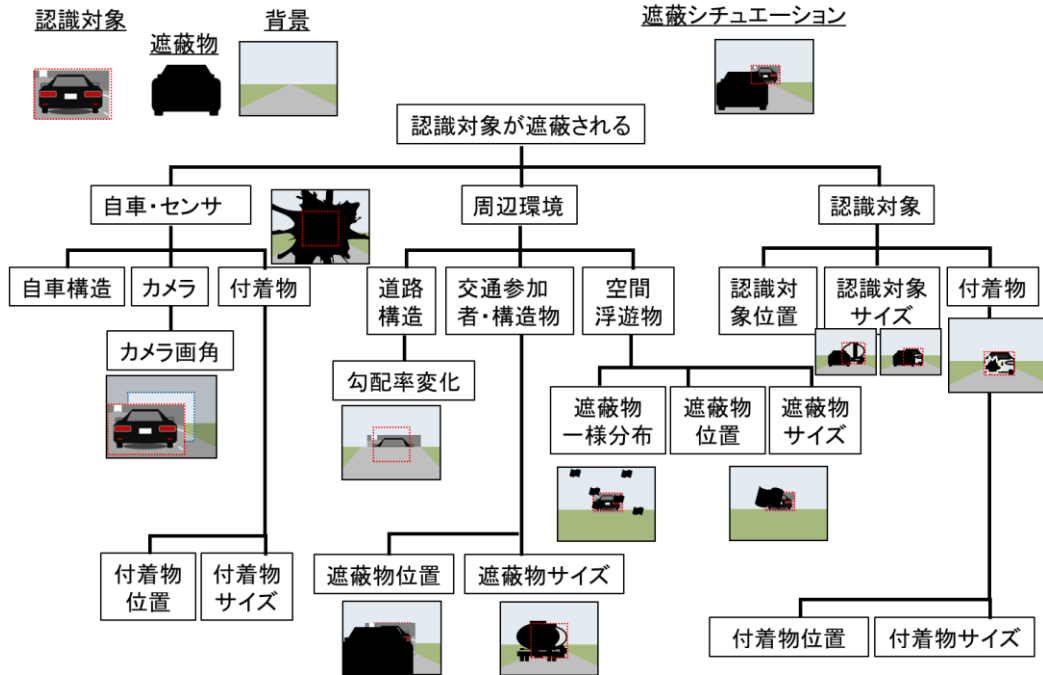 認識対象
遮蔽物
背景
遮蔽シチュエーション
認識対象が遮蔽される
自車・センサ
周辺環境
認識対象
自車構造
カメラ
付着物
道路
構造
交通参加
者・構造物
空間
浮遊物
認識対
象位置
認識対象
サイズ
付着物
カメラ画角
勾配率変化
遮蔽物
一様分布
遮蔽物
位置
遮蔽物
サイズ
付着物
位置
付着物
サイズ
遮蔽物位置
遮蔽物サイズ
付着物位置
付着物サイズ